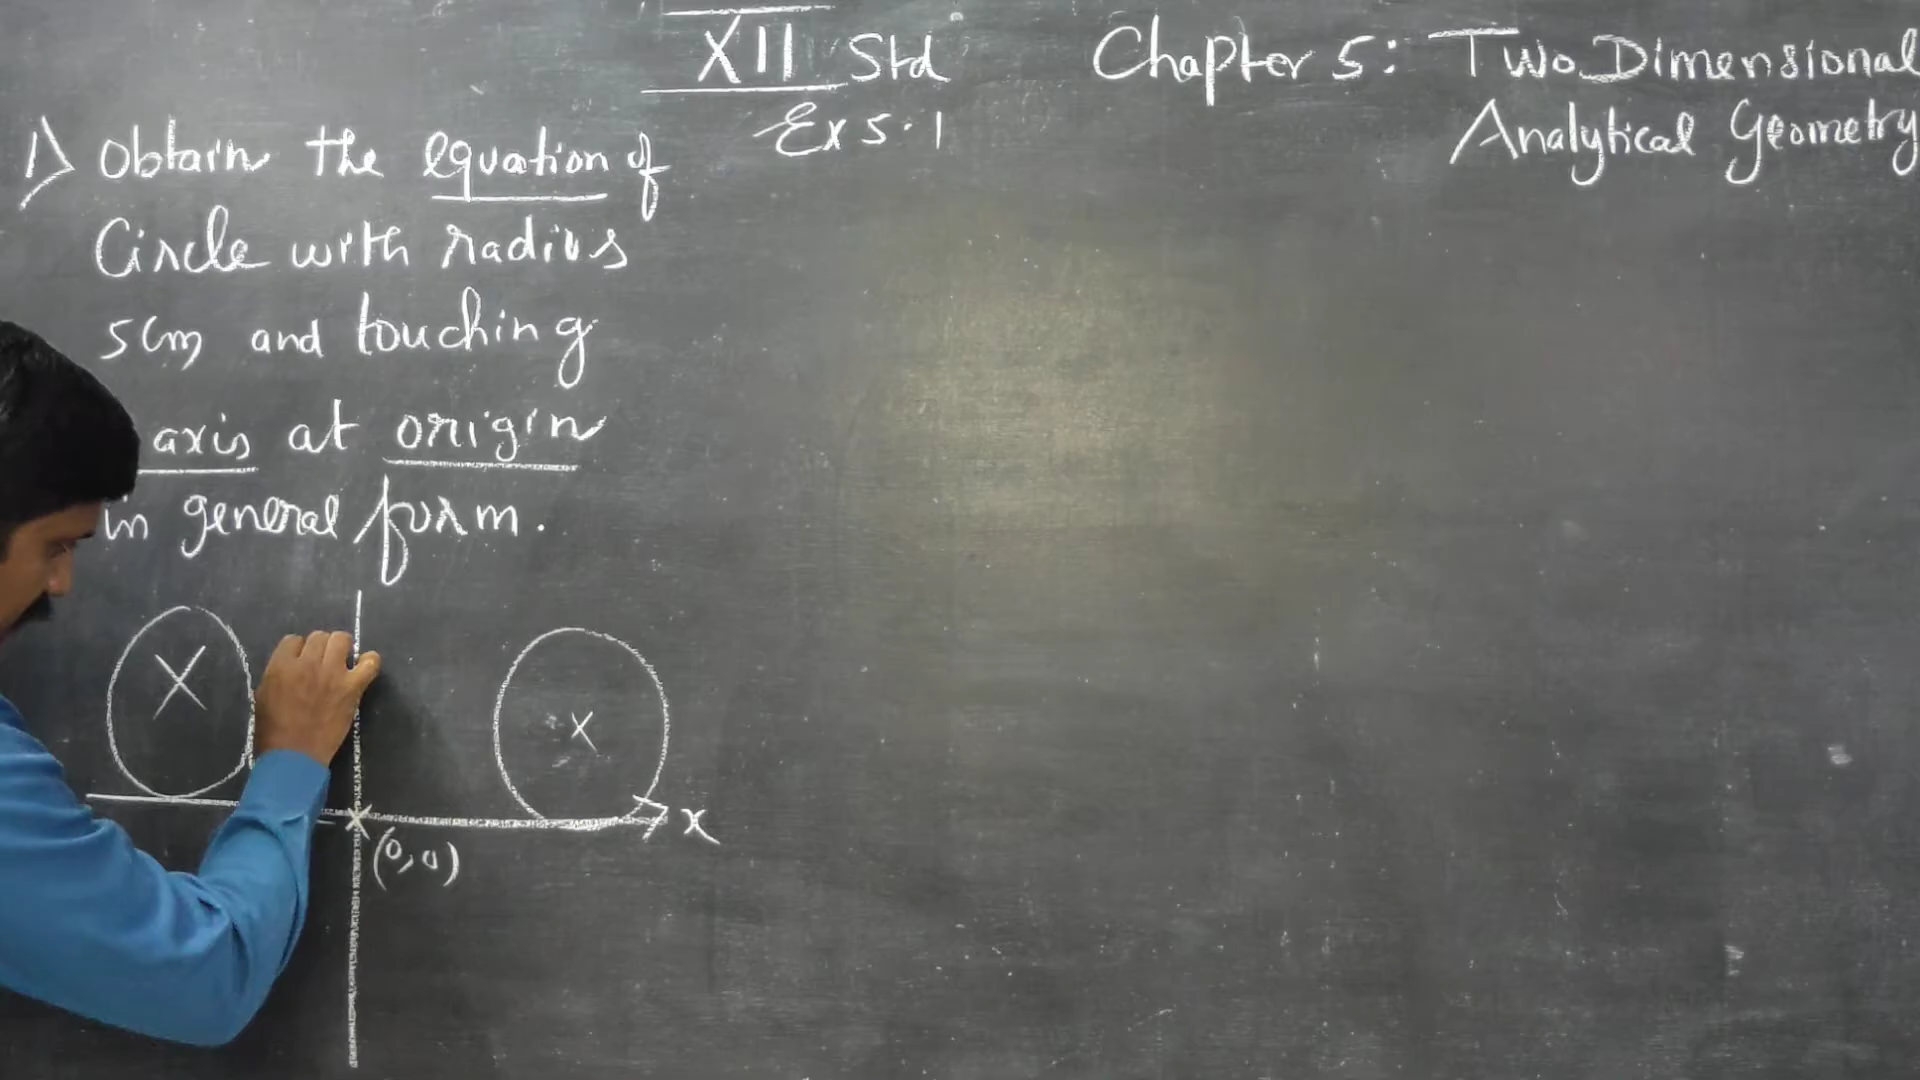 XII Std
Chapter 5: Two Dimensional
Analytical Geometry
Ex 5.1
1) Obtain the equation of
Circle with radius
5cm and touching
axis at origin
in general form.
X
X
x
(0,0)